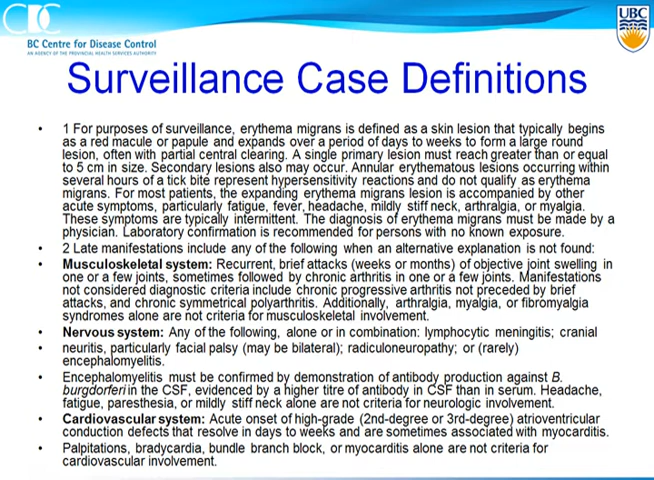 CDC
UBC
BC Centre for Disease Control
AN AGENCY OF THE PROVINCIAL HEALTH SERVICES AUTHORITY
Surveillance Case Definitions
• 1 For purposes of surveillance, erythema migrans is defined as a skin lesion that typically begins
as a red macule or papule and expands over a period of days to weeks to form a large round
lesion, often with partial central clearing. A single primary lesion must reach greater than or equal
to 5 cm in size. Secondary lesions also may occur. Annular erythematous lesions occurring within
several hours of a tick bite represent hypersensitivity reactions and do not qualify as erythema
migrans. For most patients, the expanding erythema migrans lesion is accompanied by other
acute symptoms, particularly fatigue, fever, headache, mildly stiff neck, arthralgia, or myalgia.
These symptoms are typically intermittent. The diagnosis of erythema migrans must be made by a
physician. Laboratory confirmation is recommended for persons with no known exposure.
• 2 Late manifestations include any of the following when an alternative explanation is not found:
• Musculoskeletal system: Recurrent, brief attacks (weeks or months) of objective joint swelling in
one or a few joints, sometimes followed by chronic arthritis in one or a few joints. Manifestations
not considered diagnostic criteria include chronic progressive arthritis not preceded by brief
attacks, and chronic symmetrical polyarthritis. Additionally, arthralgia, myalgia, or fibromyalgia
syndromes alone are not criteria for musculoskeletal involvement.
• Nervous system: Any of the following, alone or in combination: lymphocytic meningitis; cranial
• neuritis, particularly facial palsy (may be bilateral); radiculoneuropathy; or (rarely)
encephalomyelitis.
• Encephalomyelitis must be confirmed by demonstration of antibody production against B.
burgdorferi in the CSF, evidenced by a higher titre of antibody in CSF than in serum. Headache,
fatigue, paresthesia, or mildly stiff neck alone are not criteria for neurologic involvement.
• Cardiovascular system: Acute onset of high-grade (2nd-degree or 3rd-degree) atrioventricular
conduction defects that resolve in days to weeks and are sometimes associated with myocarditis.
• Palpitations, bradycardia, bundle branch block, or myocarditis alone are not criteria for
cardiovascular involvement.